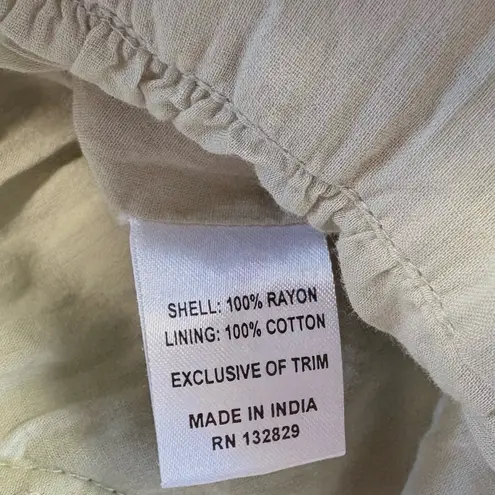 SHELL: 100% RAYON
LINING: 100% COTTON
EXCLUSIVE OF TRIM
MADE IN INDIA
RN 132829